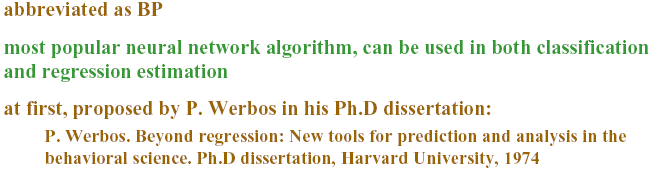 abbreviated as BP
most popular neural network algorithm, can be used in both classification
and regression estimation
at first, proposed by P. Werbos in his Ph.D dissertation:
P. Werbos. Beyond regression: New tools for prediction and analysis in the
behavioral science. Ph.D dissertation, Harvard University, 1974